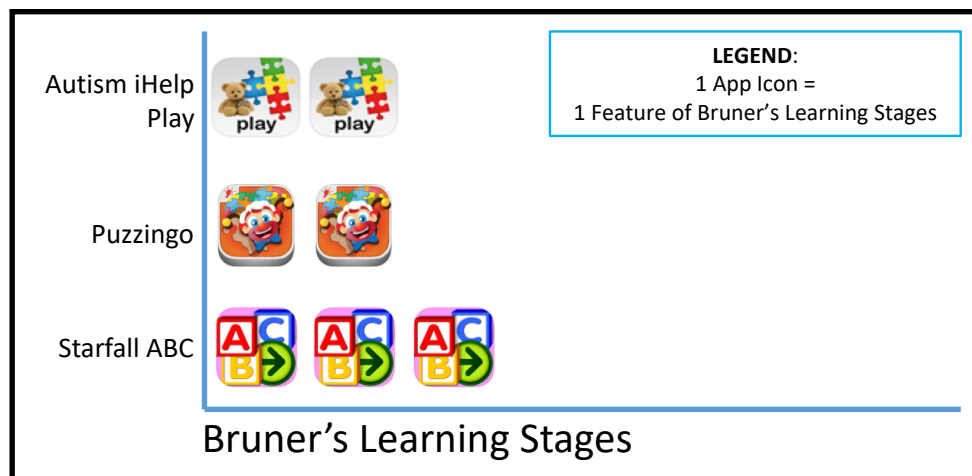 LEGEND:
1 App Icon =
1 Feature of Bruner’s Learning Stages
Autism iHelp
Play
play
play
Puzzingo
Starfall ABC
A C
B
A C
B
A C
B
Bruner’s Learning Stages